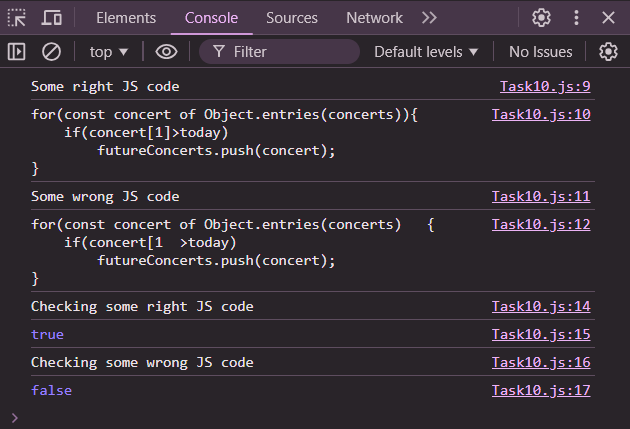 Elements Console Sources Network
top Filter Default levels No Issues
Some right JS code Task10.js:9
for(const concert of Object.entries(concerts)){ Task10.js:10
    if(concert[1]>today)
        futureConcerts.push(concert);
}
Some wrong JS code Task10.js:11
for(const concert of Object.entries(concerts)   { Task10.js:12
    if(concert[1  >today)
        futureConcerts.push(concert);
}
Checking some right JS code Task10.js:14
true Task10.js:15
Checking some wrong JS code Task10.js:16
false Task10.js:17